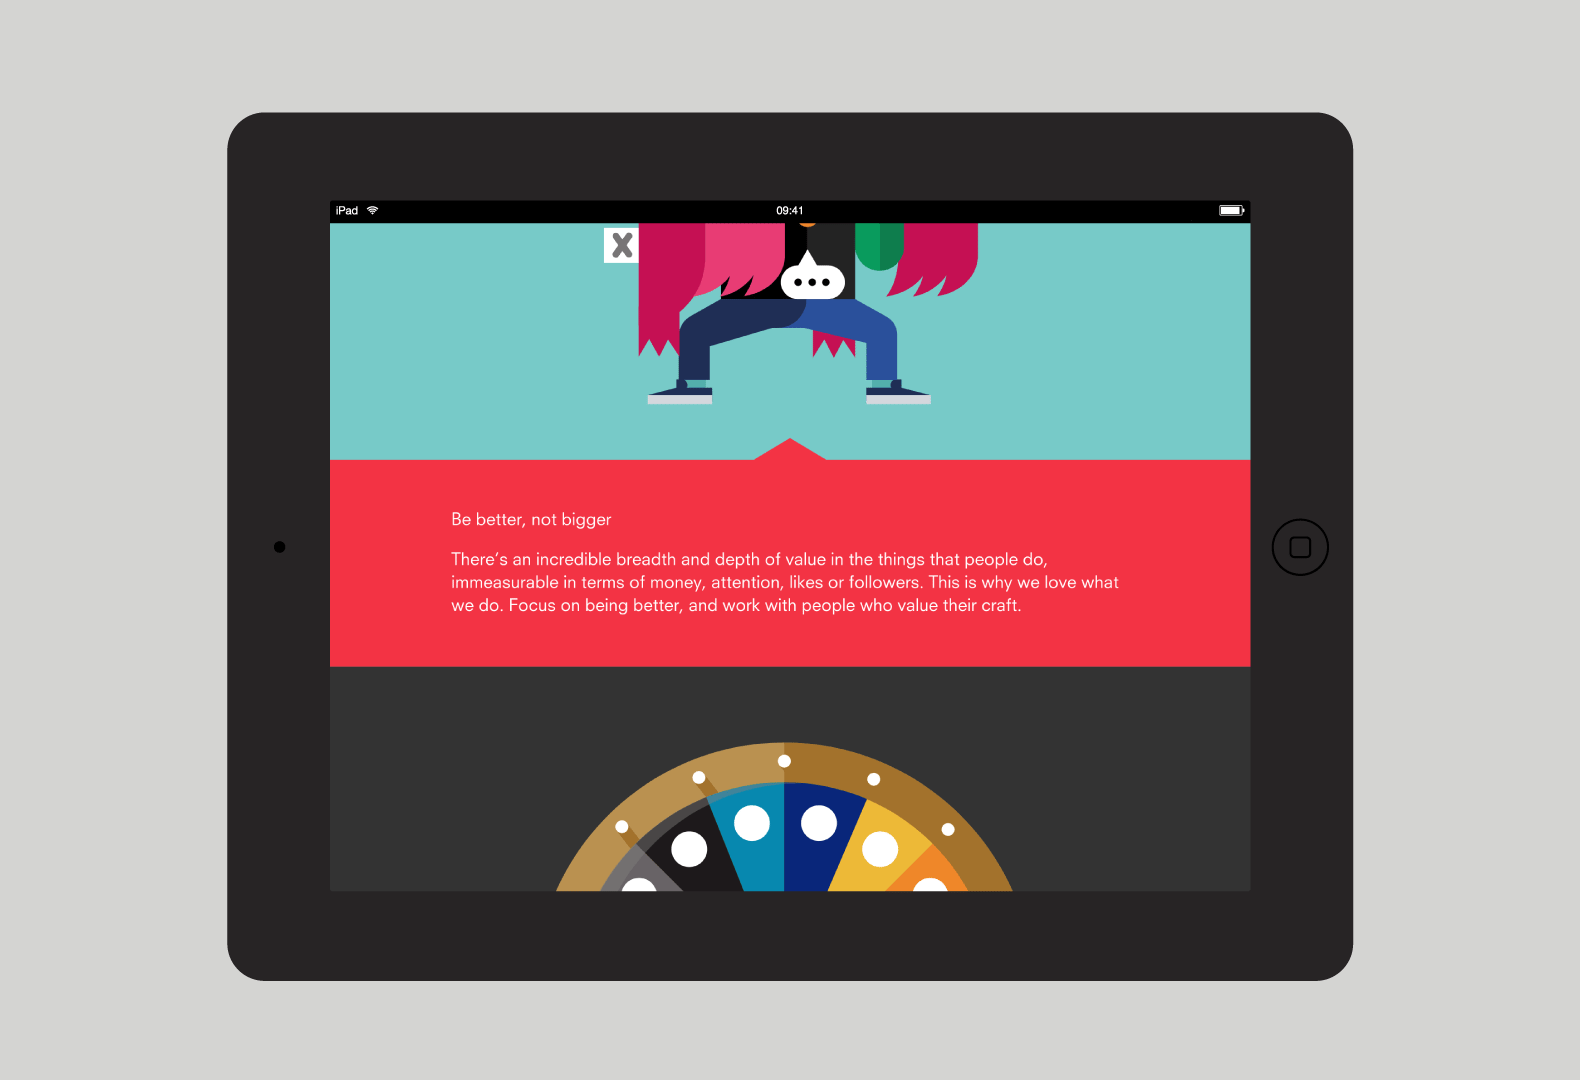 iPad 09:41
X
Be better, not bigger
There's an incredible breadth and depth of value in the things that people do,
immeasurable in terms of money, attention, likes or followers. This is why we love what
we do. Focus on being better, and work with people who value their craft.